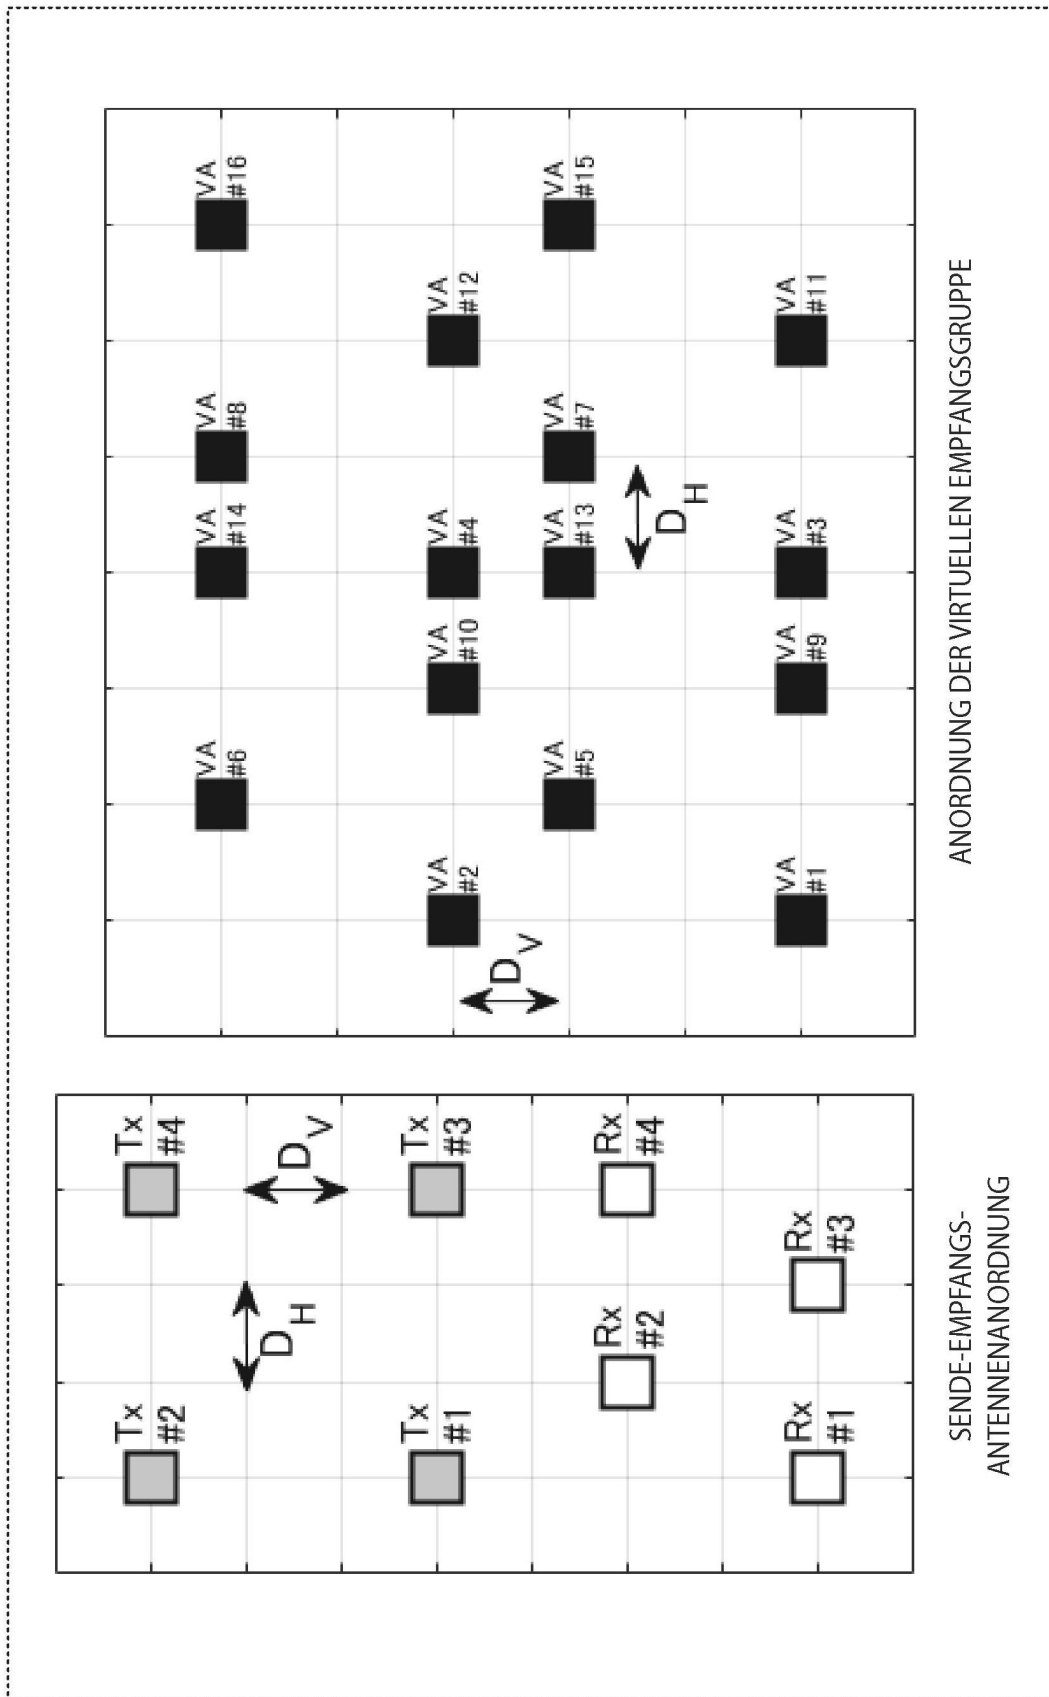 Tx
#2
Tx
#4
D
H
D
V
Tx
#1
Tx
#3
Rx
#2
Rx
#4
Rx
#1
Rx
#3
SENDE-EMPFANGS-
ANTENNENANORDNUNG
VA
#6
VA
#14
VA
#8
VA
#16
VA
#2
VA
#10
VA
#4
VA
#12
D
V
VA
#5
VA
#13
VA
#7
VA
#15
D
H
VA
#1
VA
#9
VA
#3
VA
#11
ANORDNUNG DER VIRTUELLEN EMPFANGSGRUPPE